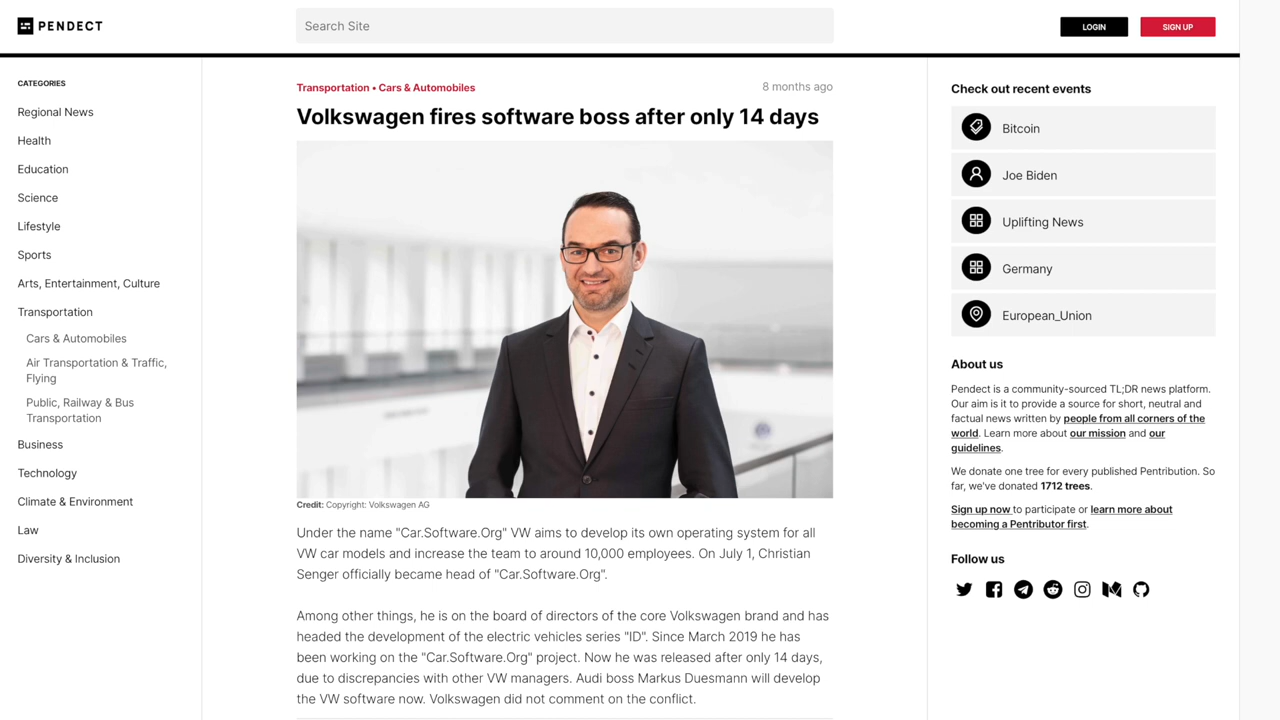 PENDECT
Search Site
LOGIN
SIGN UP
CATEGORIES
Regional News
Health
Education
Science
Lifestyle
Sports
Arts, Entertainment, Culture
Transportation
Cars & Automobiles
Air Transportation & Traffic,
Flying
Public, Railway & Bus
Transportation
Business
Technology
Climate & Environment
Law
Diversity & Inclusion
Transportation • Cars & Automobiles
8 months ago
Volkswagen fires software boss after only 14 days
Credit: Copyright: Volkswagen AG
Under the name "Car.Software.Org" VW aims to develop its own operating system for all
VW car models and increase the team to around 10,000 employees. On July 1, Christian
Senger officially became head of "Car.Software.Org".
Among other things, he is on the board of directors of the core Volkswagen brand and has
headed the development of the electric vehicles series "ID". Since March 2019 he has
been working on the "Car.Software.Org" project. Now he was released after only 14 days,
due to discrepancies with other VW managers. Audi boss Markus Duesmann will develop
the VW software now. Volkswagen did not comment on the conflict.
Check out recent events
Bitcoin
Joe Biden
Uplifting News
Germany
European_Union
About us
Pendect is a community-sourced TL;DR news platform.
Our aim is it to provide a source for short, neutral and
factual news written by people from all corners of the
world. Learn more about our mission and our
guidelines.
We donate one tree for every published Pentribution. So
far, we've donated 1712 trees.
Sign up now to participate or learn more about
becoming a Pentributor first.
Follow us